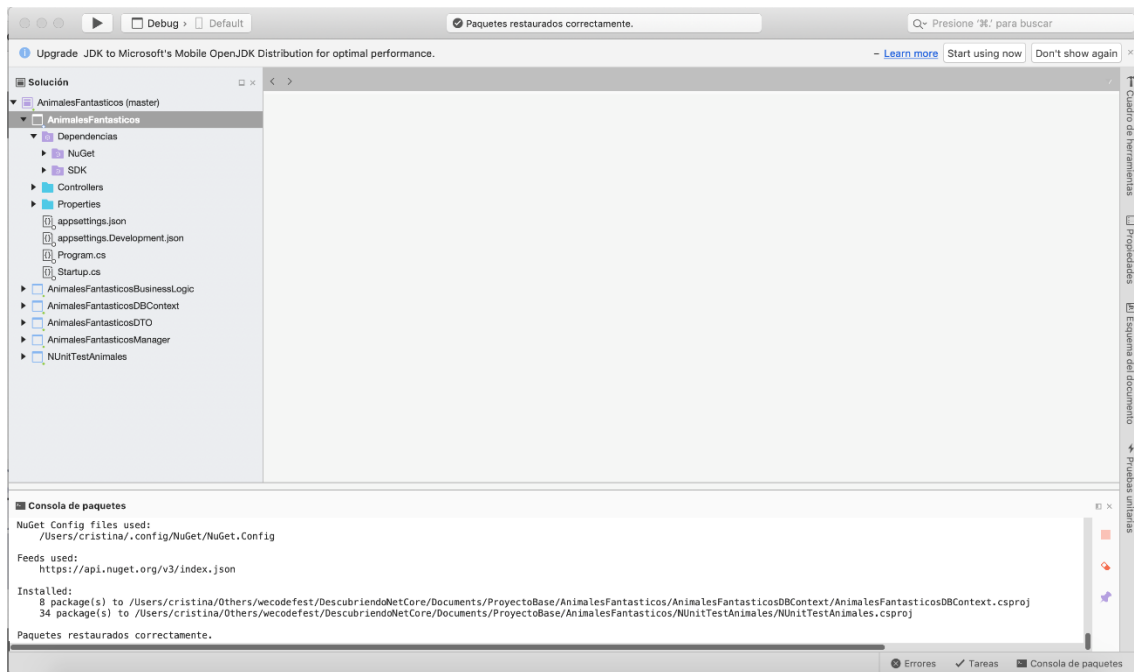 Debug › Default
Paquetes restaurados correctamente.
Presione '⌘.' para buscar
Upgrade JDK to Microsoft's Mobile OpenJDK Distribution for optimal performance.
– Learn more Start using now Don't show again ×
Solución
AnimalesFantasticos (master)
AnimalesFantasticos
Dependencias
NuGet
SDK
Controllers
Properties
appsettings.json
appsettings.Development.json
Program.cs
Startup.cs
AnimalesFantasticosBusinessLogic
AnimalesFantasticosDBContext
AnimalesFantasticosDTO
AnimalesFantasticosManager
NUnitTestAnimales
Cuadro de herramientas
Propiedades
Esquema del documento
Pruebas unitarias
Consola de paquetes
NuGet Config files used:
/Users/cristina/.config/NuGet/NuGet.Config
Feeds used:
https://api.nuget.org/v3/index.json
Installed:
8 package(s) to /Users/cristina/Others/wecodefest/DescubriendoNetCore/Documents/ProyectoBase/AnimalesFantasticos/AnimalesFantasticosDBContext/AnimalesFantasticosDBContext.csproj
34 package(s) to /Users/cristina/Others/wecodefest/DescubriendoNetCore/Documents/ProyectoBase/AnimalesFantasticos/NUnitTestAnimales/NUnitTestAnimales.csproj
Paquetes restaurados correctamente.
Errores Tareas Consola de paquetes